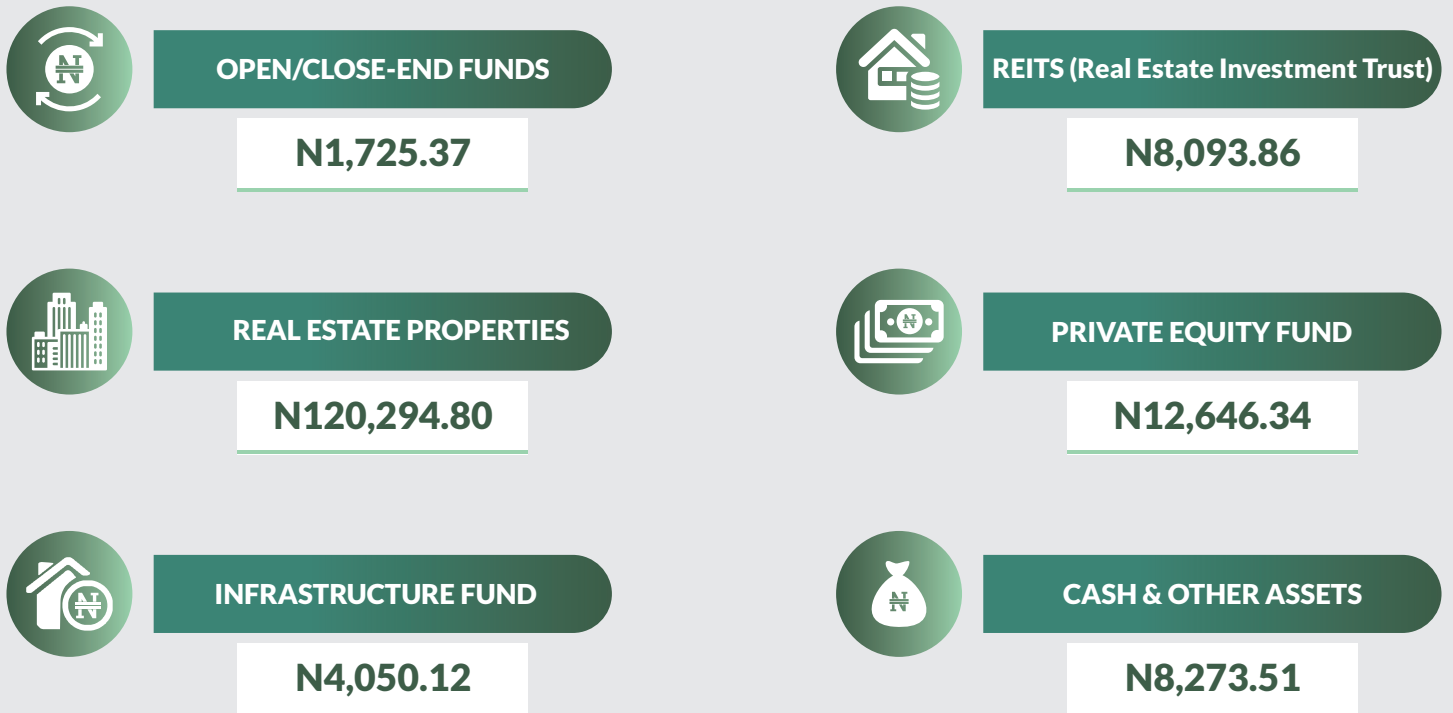 OPEN/CLOSE-END FUNDS
N1,725.37
REITS (Real Estate Investment Trust)
N8,093.86
REAL ESTATE PROPERTIES
N120,294.80
PRIVATE EQUITY FUND
N12,646.34
INFRASTRUCTURE FUND
N4,050.12
CASH & OTHER ASSETS
N8,273.51